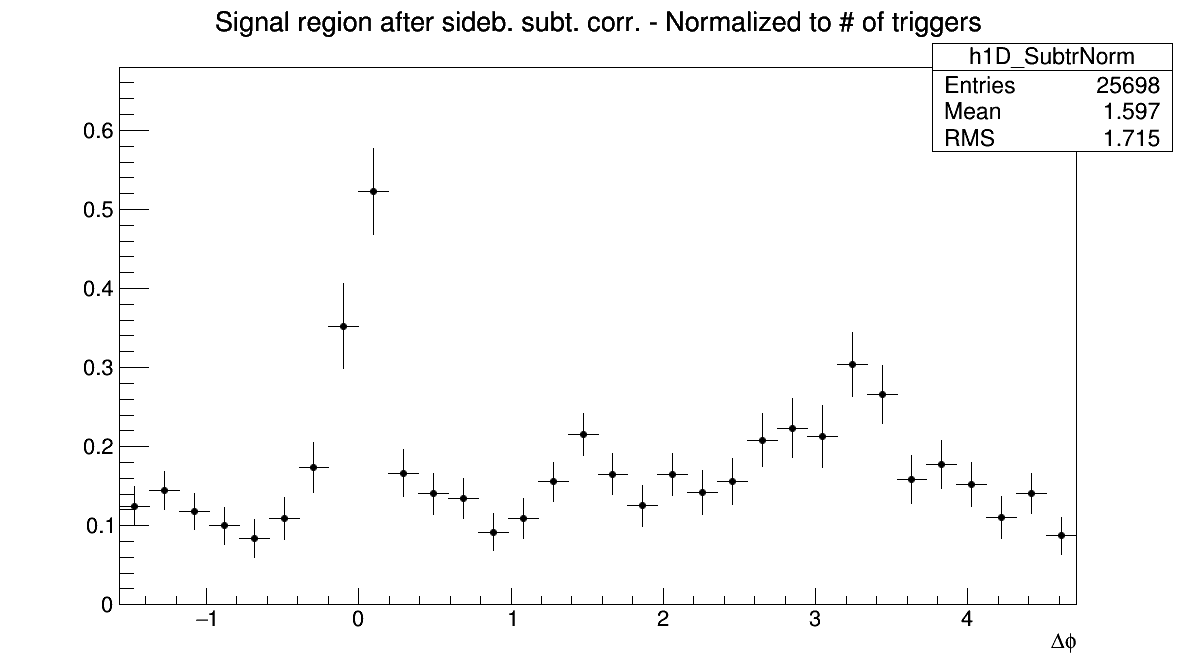 Signal region after sideb. subt. corr. - Normalized to # of triggers
h1D_SubtrNorm
Entries 25698
Mean 1.597
RMS 1.715
0.6
0.5
0.4
0.3
0.2
0.1
0
−1 0 1 2 3 4
Δϕ